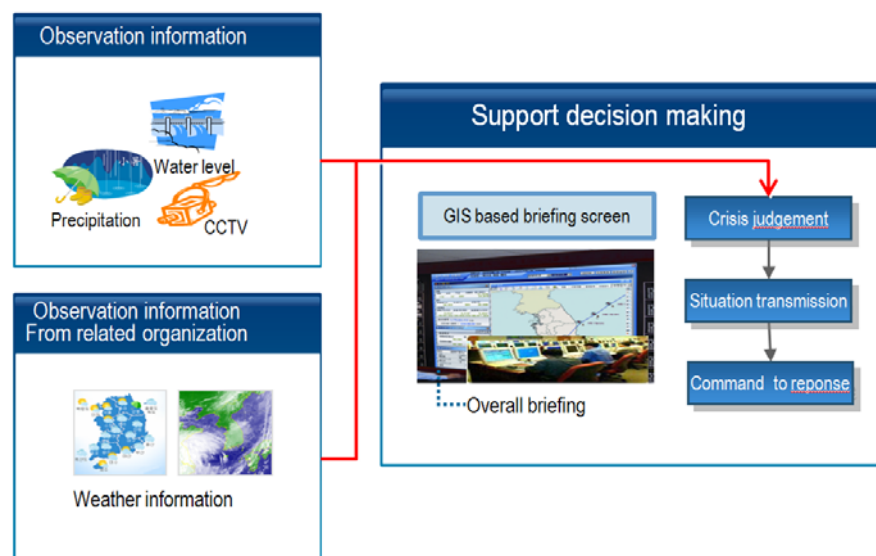 Observation information
Water level
Precipitation
CCTV
Observation information
From related organization
Weather information
Support decision making
GIS based briefing screen
Overall briefing
Crisis judgement
Situation transmission
Command to reponse